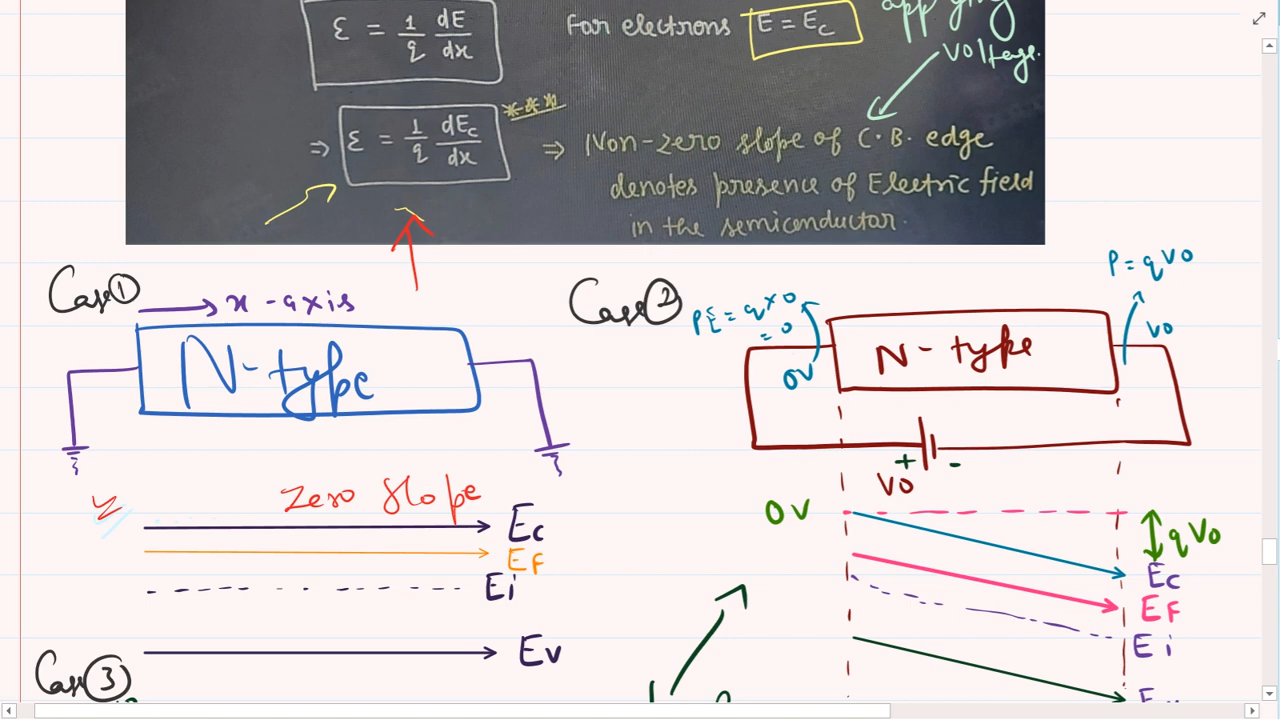 ε = 1/q dE/dx
For electrons E = Ec
applying
voltage.
***
⇒ ε = 1/q dEc/dx ⇒ Non-zero slope of C.B. edge
denotes presence of Electric field
in the semiconductor.
Case ①
→ x-axis
N-type
Zero slope
Ec
EF
Ei
Ev
Case ②
PE = q×0
= 0
P = qV0
0V
V0
N-type
+ -
V0
0V
qV0
Ec
EF
Ei
Case ③